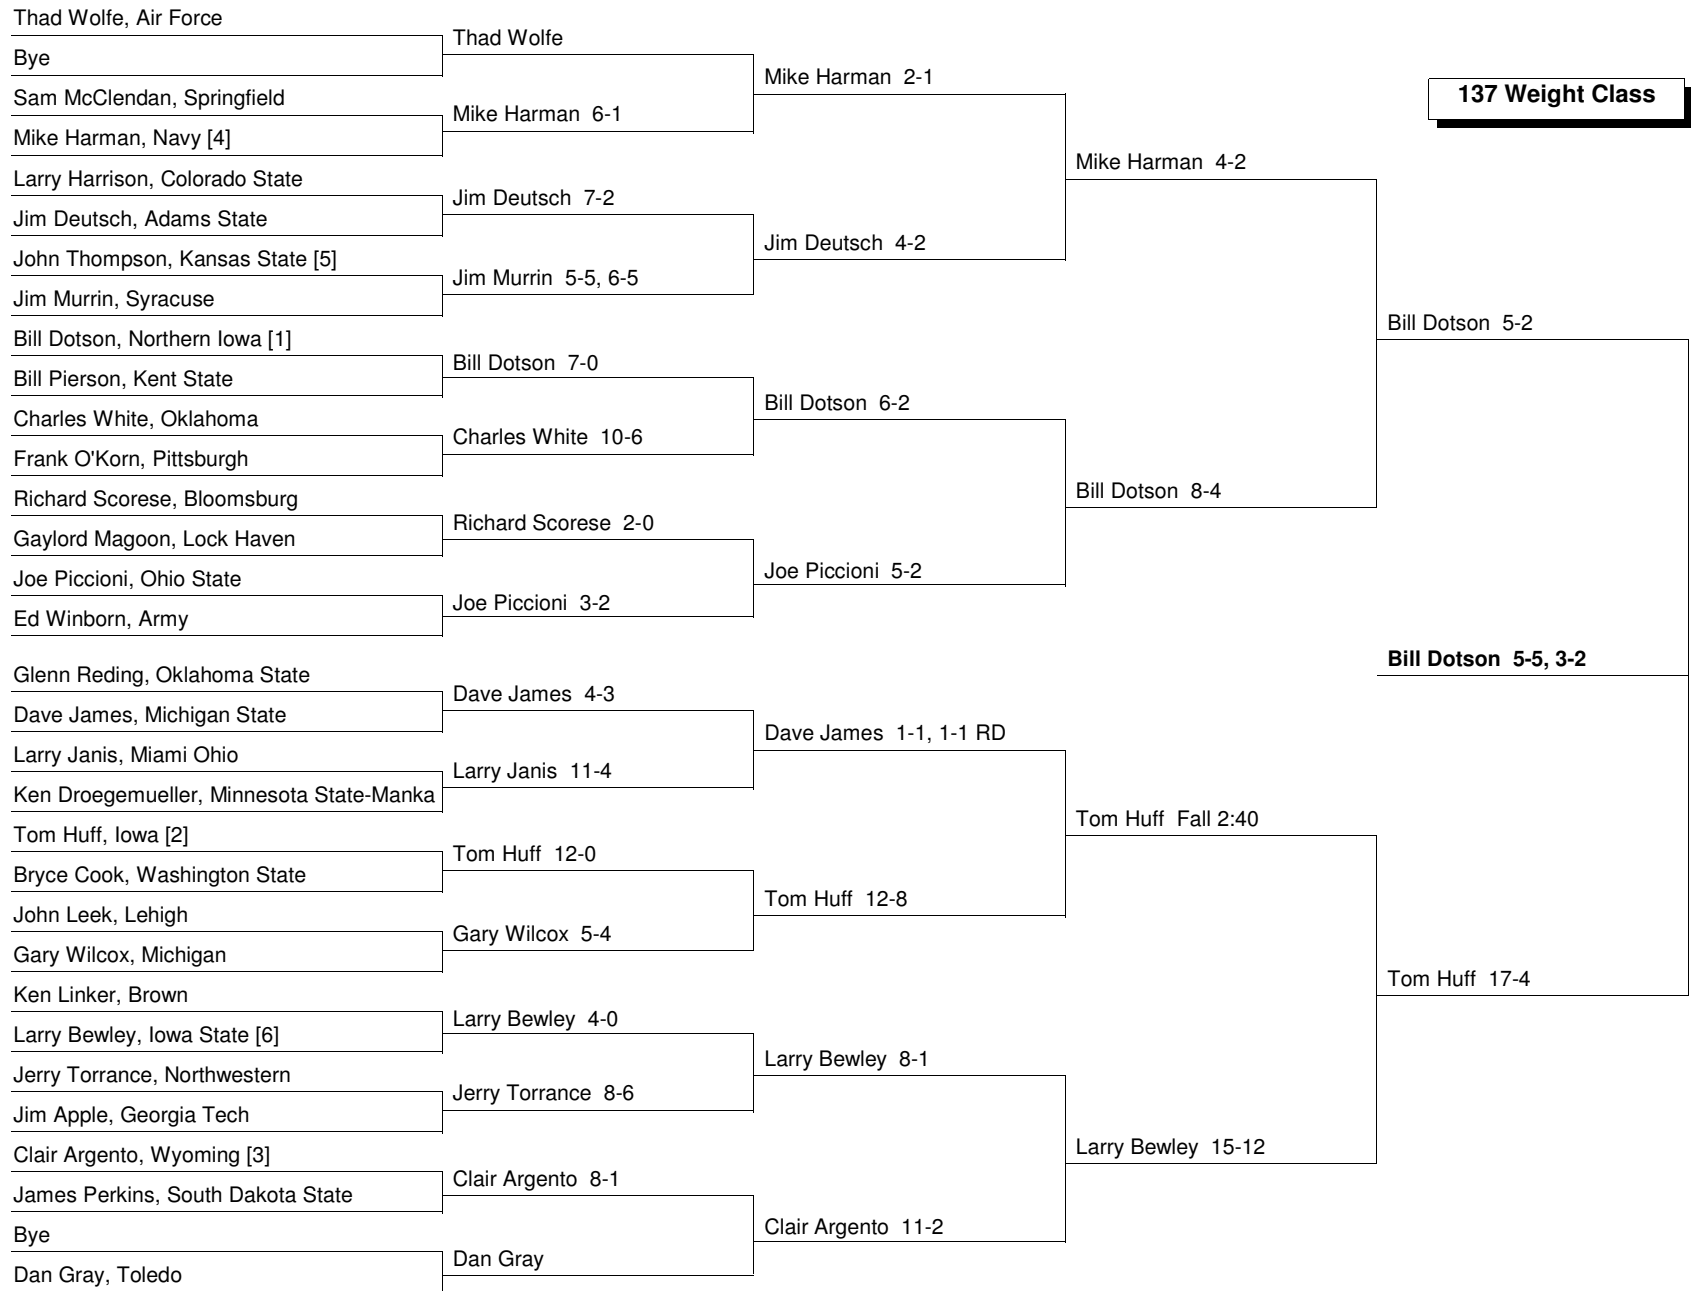 Thad Wolfe, Air Force
Bye
Sam McClendan, Springfield
Mike Harman, Navy [4]
Larry Harrison, Colorado State
Jim Deutsch, Adams State
John Thompson, Kansas State [5]
Jim Murrin, Syracuse
Bill Dotson, Northern Iowa [1]
Bill Pierson, Kent State
Charles White, Oklahoma
Frank O'Korn, Pittsburgh
Richard Scorese, Bloomsburg
Gaylord Magoon, Lock Haven
Joe Piccioni, Ohio State
Ed Winborn, Army
Glenn Reding, Oklahoma State
Dave James, Michigan State
Larry Janis, Miami Ohio
Ken Droegemueller, Minnesota State-Manka
Tom Huff, Iowa [2]
Bryce Cook, Washington State
John Leek, Lehigh
Gary Wilcox, Michigan
Ken Linker, Brown
Larry Bewley, Iowa State [6]
Jerry Torrance, Northwestern
Jim Apple, Georgia Tech
Clair Argento, Wyoming [3]
James Perkins, South Dakota State
Bye
Dan Gray, Toledo
Thad Wolfe
Mike Harman 6-1
Jim Deutsch 7-2
Jim Murrin 5-5, 6-5
Bill Dotson 7-0
Charles White 10-6
Richard Scorese 2-0
Joe Piccioni 3-2
Dave James 4-3
Larry Janis 11-4
Tom Huff 12-0
Gary Wilcox 5-4
Larry Bewley 4-0
Jerry Torrance 8-6
Clair Argento 8-1
Dan Gray
Mike Harman 2-1
Jim Deutsch 4-2
Bill Dotson 6-2
Joe Piccioni 5-2
Dave James 1-1, 1-1 RD
Tom Huff 12-8
Larry Bewley 8-1
Clair Argento 11-2
Mike Harman 4-2
Bill Dotson 8-4
Tom Huff Fall 2:40
Larry Bewley 15-12
137 Weight Class
Bill Dotson 5-2
Bill Dotson 5-5, 3-2
Tom Huff 17-4